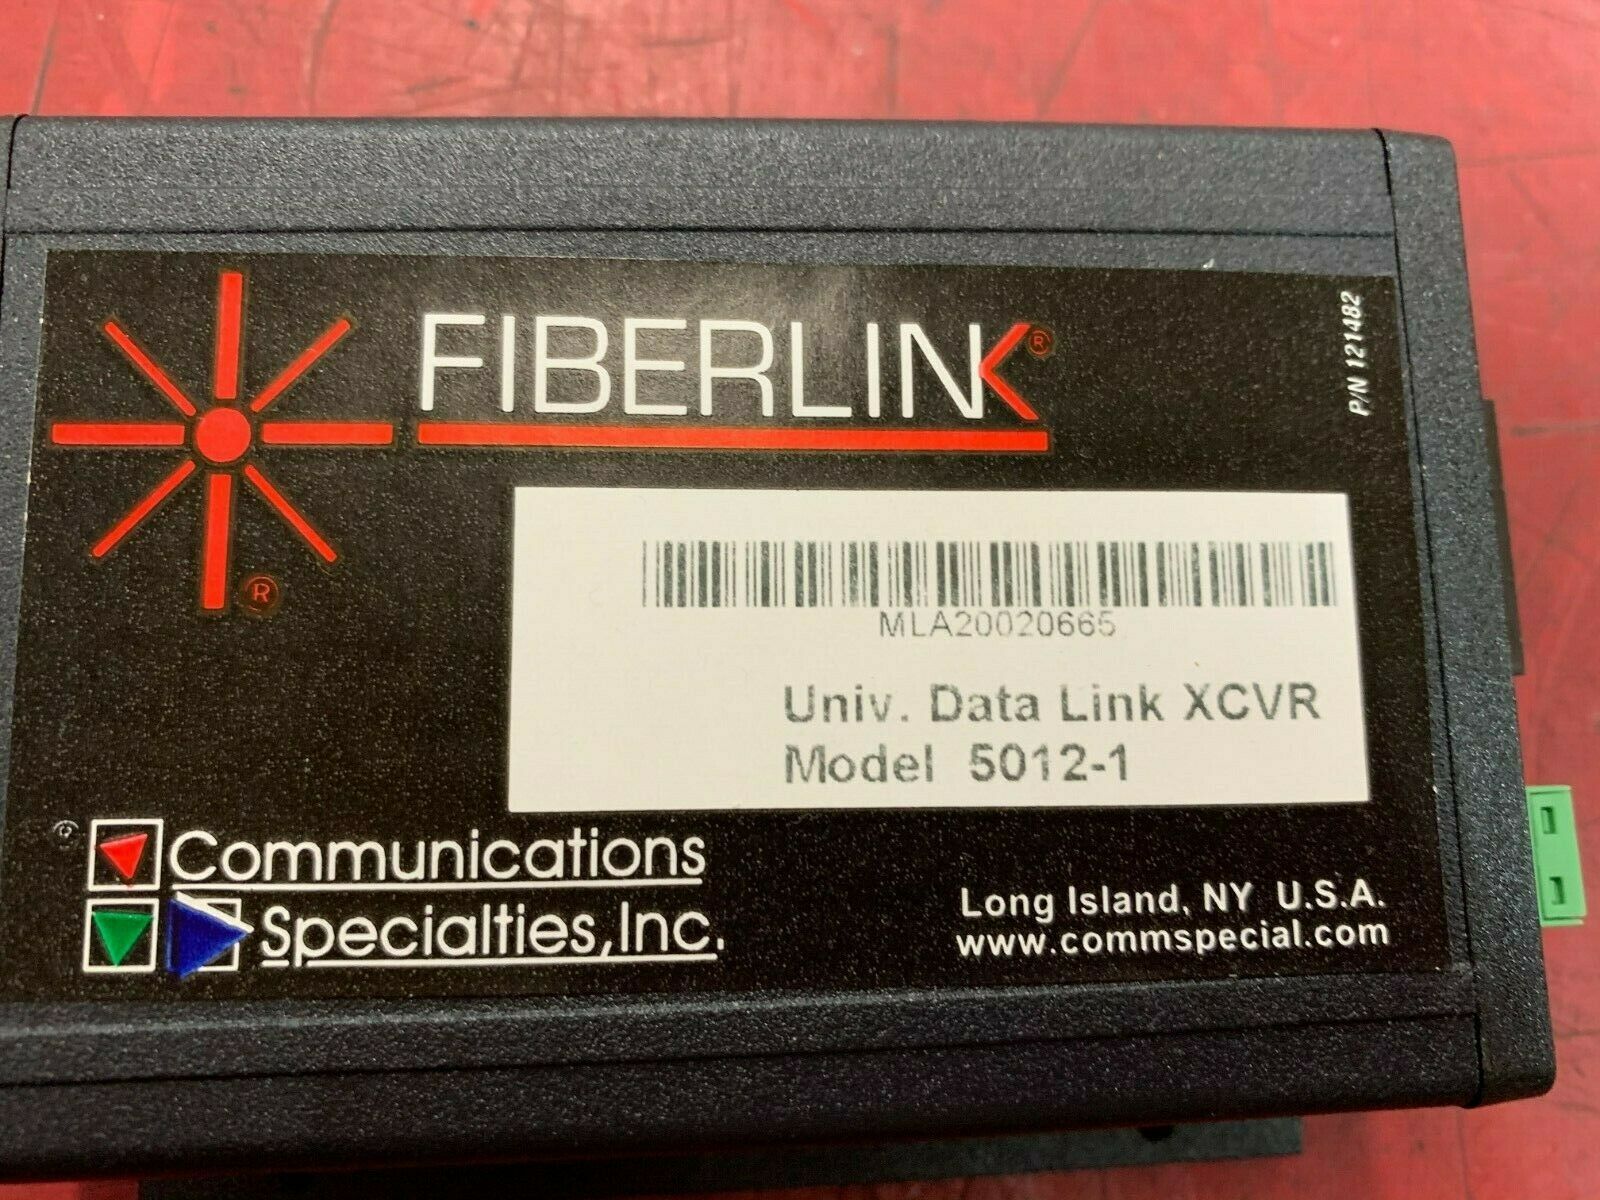 FIBERLINK®
P/N 121482
®
MLA20020665
Univ. Data Link XCVR
Model 5012-1
® Communications
Specialties, Inc.
Long Island, NY U.S.A.
www.commspecial.com